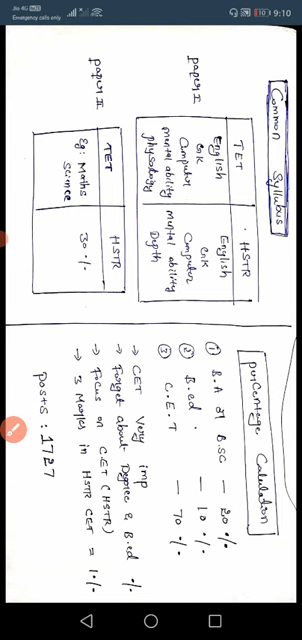 Jio 4G
Emergency calls only
10
9:10
Common Syllabus
TET
HSTR
paper I
English
English
GK
GK
Computer
Computer
mental ability
mental ability
physology
Depth
TET
HSTR
paper II
Eg: Maths
30 %
Science
percentage Calculation
① B.A or B.SC — 20 %
② B.ed. — 10 %
③ C.E.T — 70 %
→ CET Very imp
→ Forget about Degree & B.ed %
→ Focus on C.ET (HSTR)
→ 3 Marks in HSTR CET = 1 %
posts : 1727